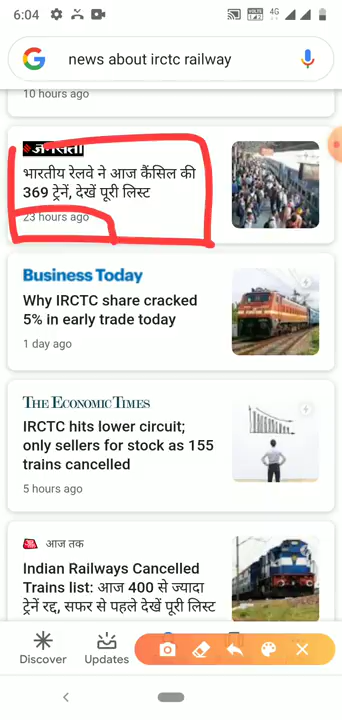 6:04
4G
news about irctc railway
10 hours ago
जनसत्ता
भारतीय रेलवे ने आज कैंसिल की
369 ट्रेनें, देखें पूरी लिस्ट
23 hours ago
Business Today
Why IRCTC share cracked
5% in early trade today
1 day ago
THE ECONOMIC TIMES
IRCTC hits lower circuit;
only sellers for stock as 155
trains cancelled
5 hours ago
आज तक
Indian Railways Cancelled
Trains list: आज 400 से ज्यादा
ट्रेनें रद्द, सफर से पहले देखें पूरी लिस्ट
Discover
Updates